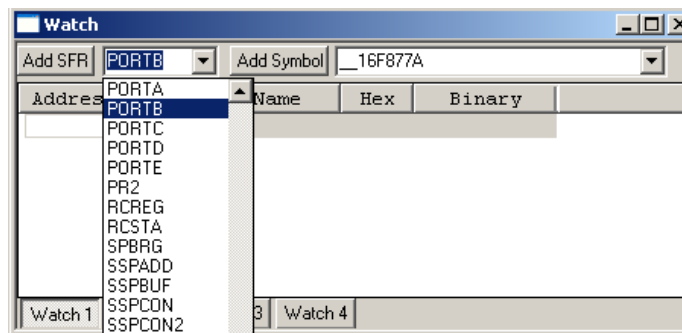 Watch
Add SFR PORTB Add Symbol __16F877A
Addres Name Hex Binary
PORTA
PORTB
PORTC
PORTD
PORTE
PR2
RCREG
RCSTA
SPBRG
SSPADD
SSPBUF
SSPCON
SSPCON2
Watch 1 3 Watch 4